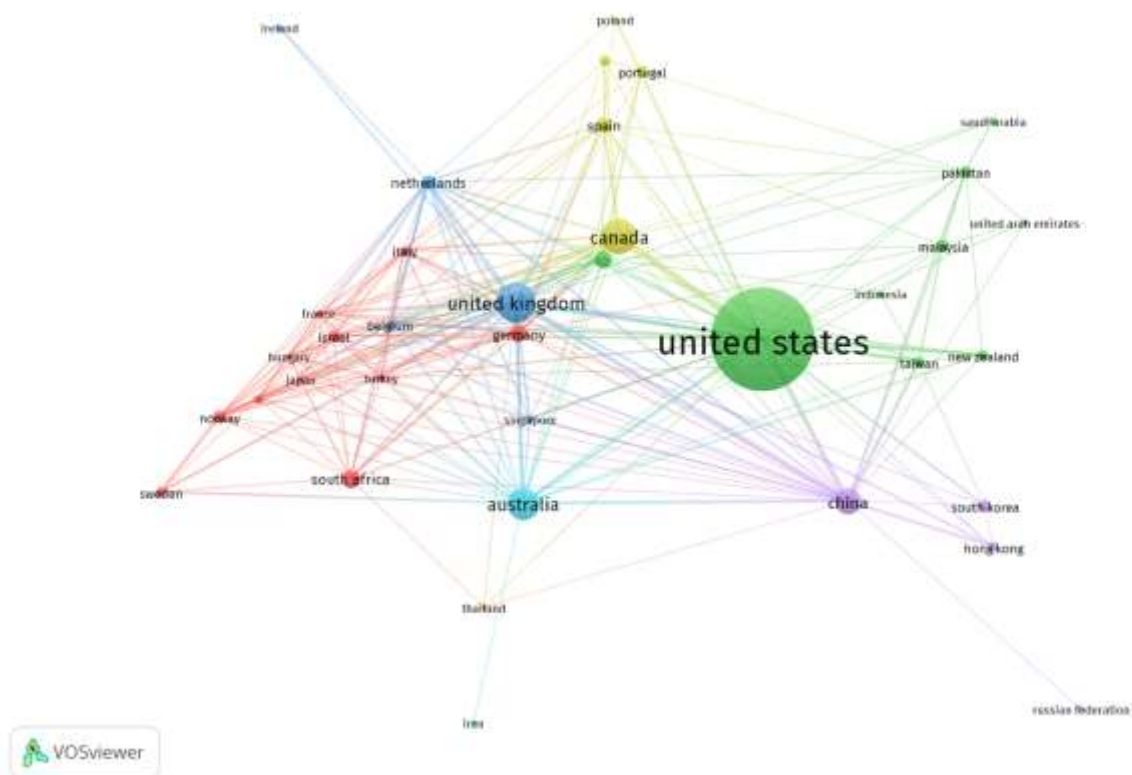 poland
ireland
portugal
saudi arabia
spain
pakistan
netherlands
united arab emirates
canada
malaysia
italy
indonesia
united kingdom
france
belgium
germany
israel
united states
hungary
new zealand
taiwan
japan
turkey
norway
singapore
south africa
sweden
australia
china
south korea
hong kong
thailand
russian federation
iran
VOSviewer